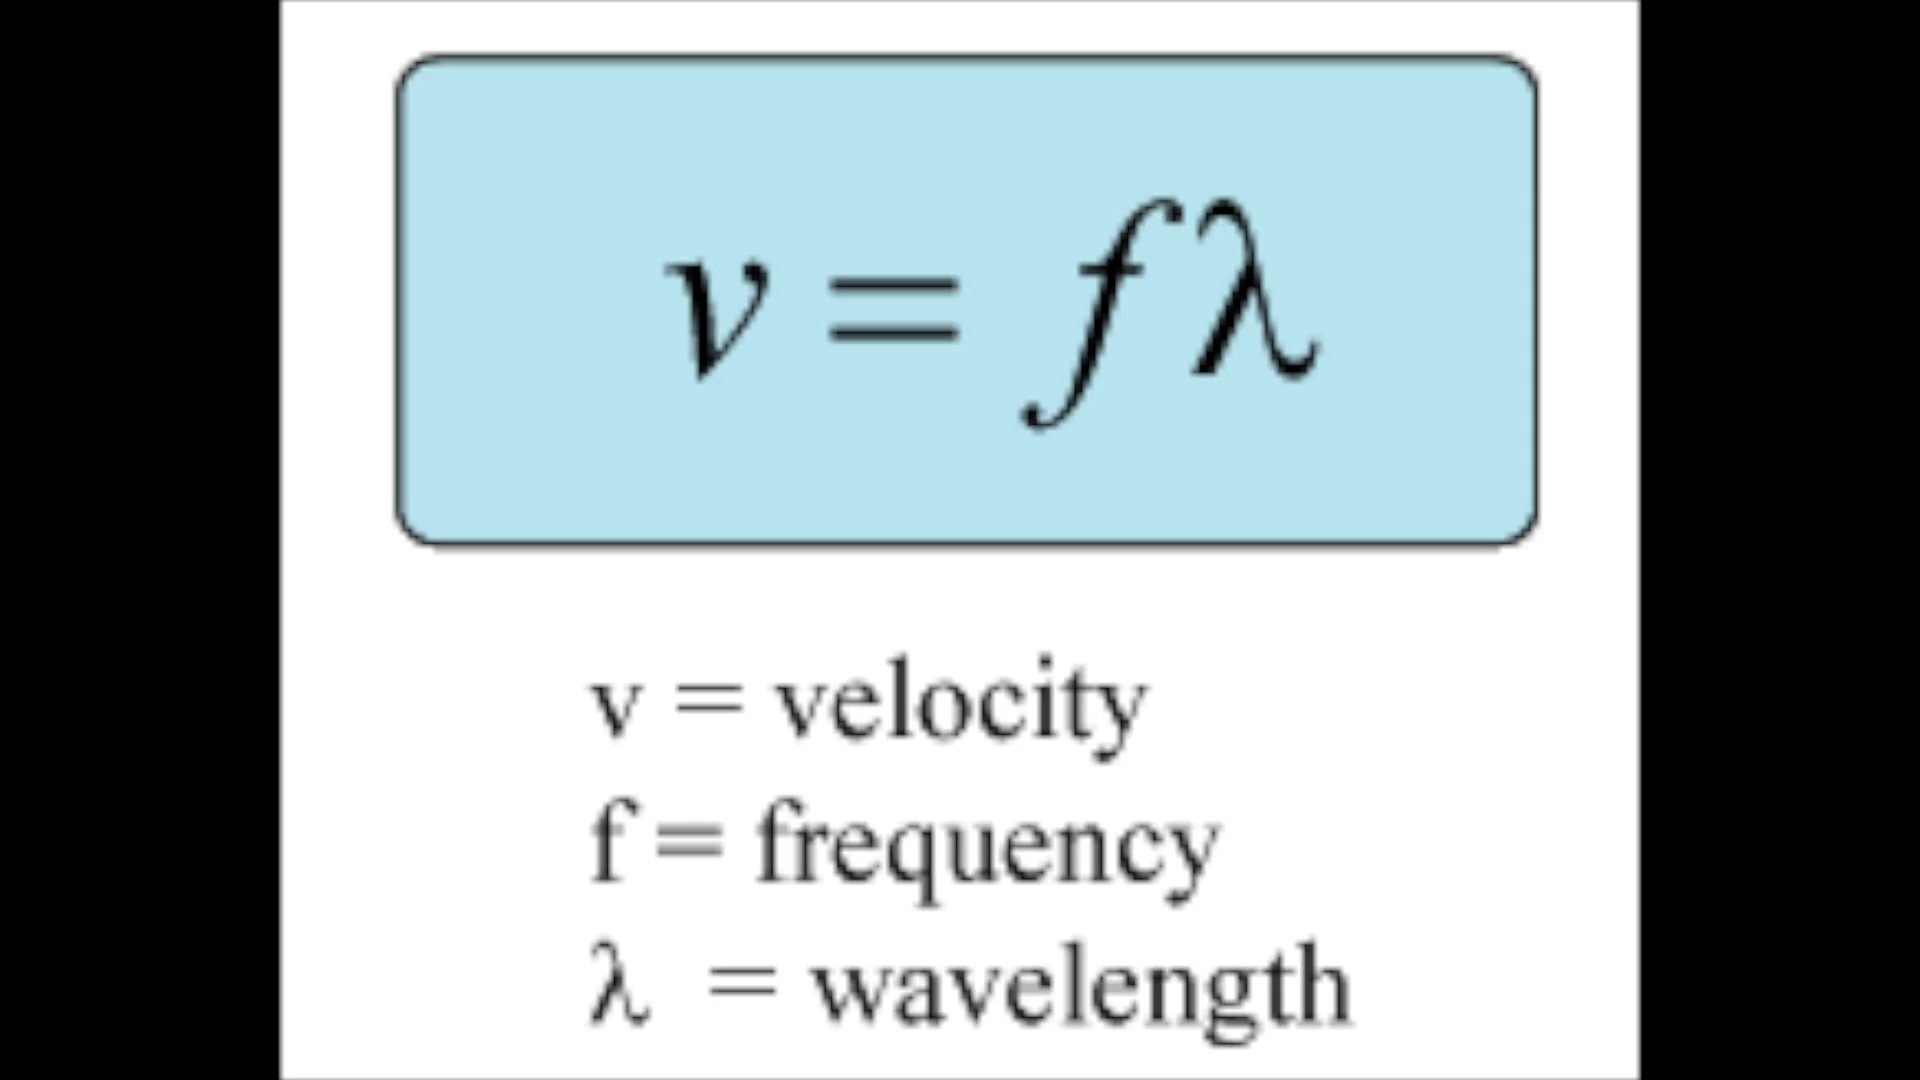 v = fλ
v = velocity
f = frequency
λ = wavelength